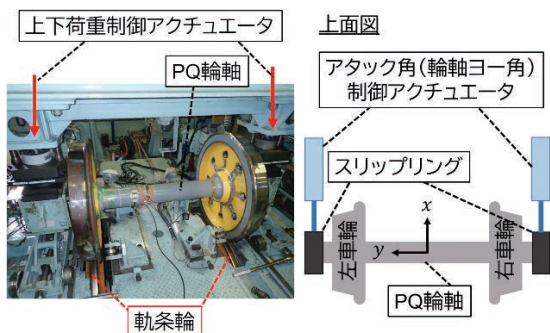 上下荷重制御アクチュエータ
PQ輪軸
軌条輪
上面図
アタック角(輪軸ヨー角)
制御アクチュエータ
スリップリング
x
y
左車輪
右車輪
PQ輪軸